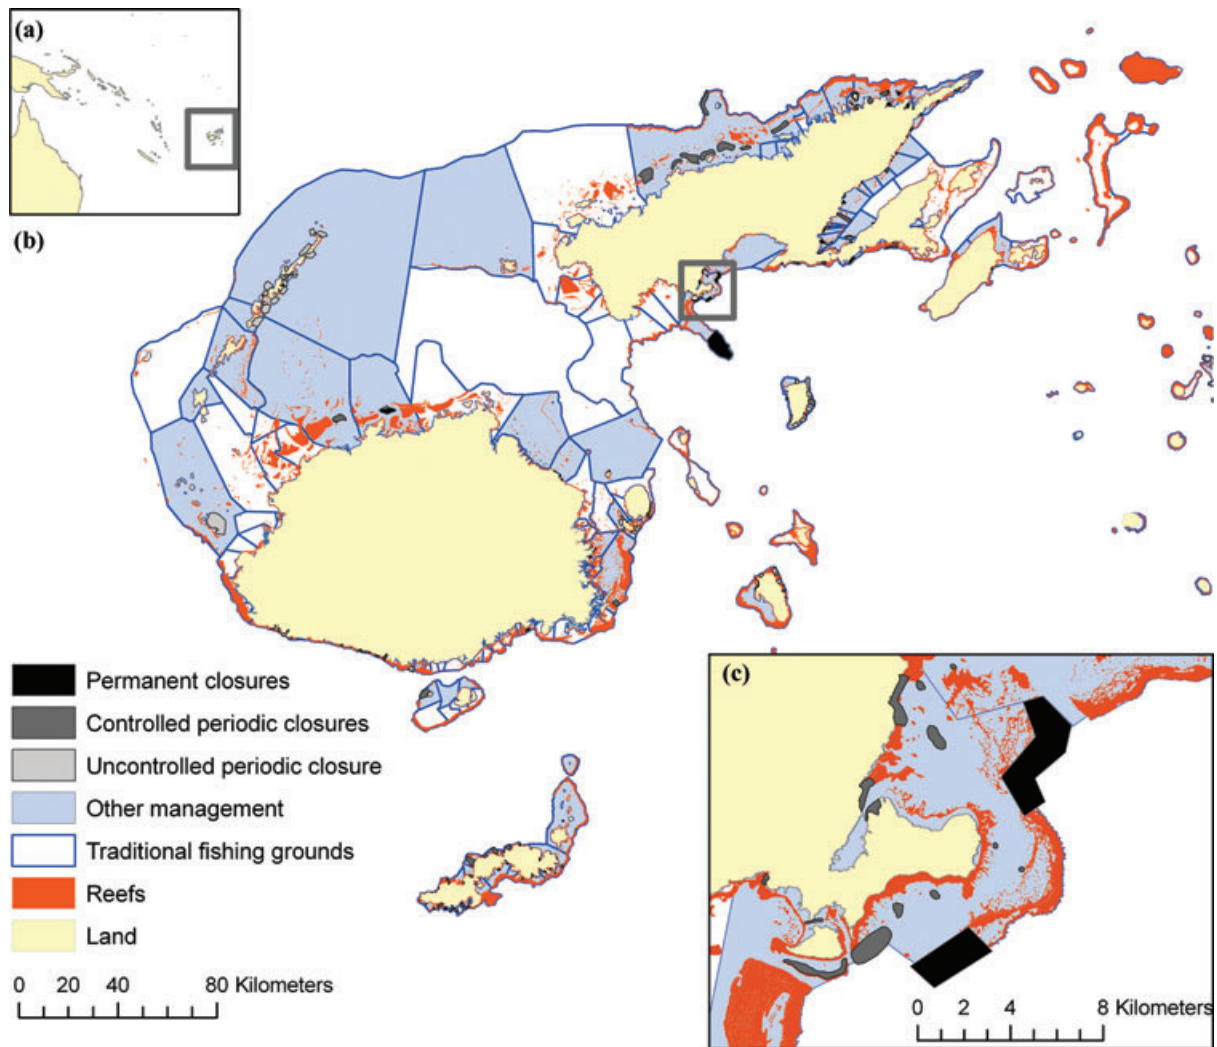 (a)
(b)
Permanent closures
Controlled periodic closures
Uncontrolled periodic closure
Other management
Traditional fishing grounds
Reefs
Land
0 20 40 80 Kilometers
(c)
0 2 4 8 Kilometers